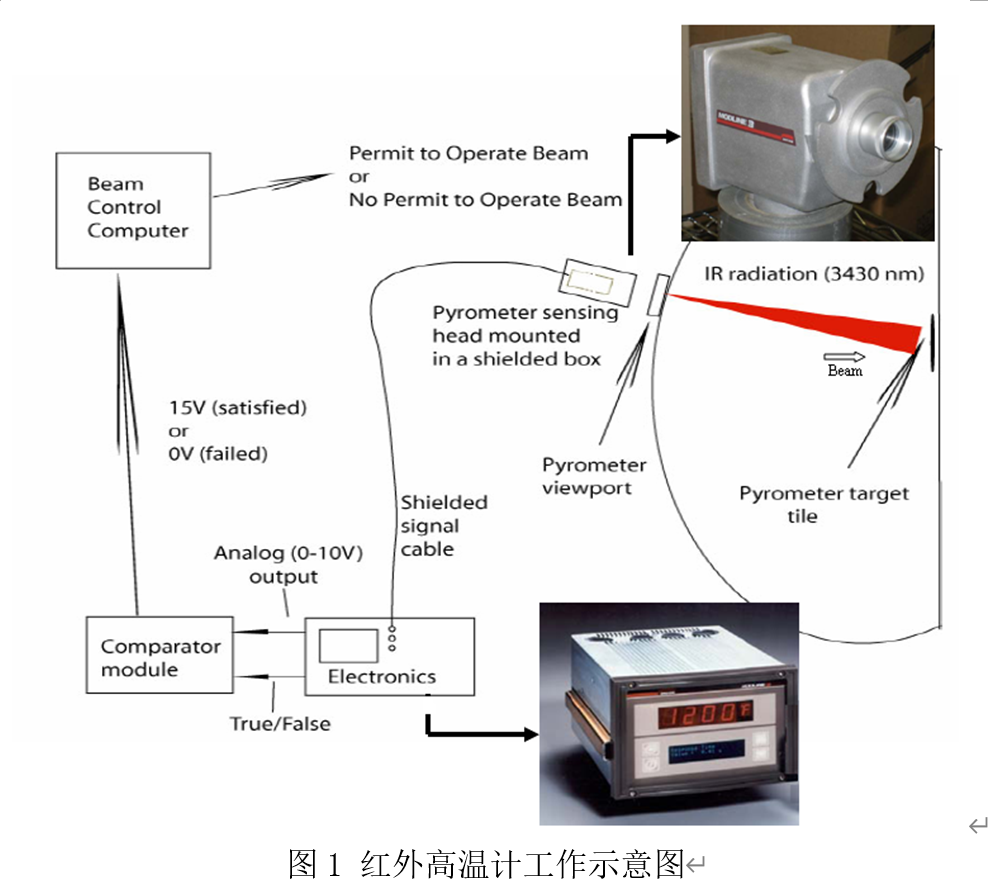 MODLINE 3
Permit to Operate Beam
or
No Permit to Operate Beam
Beam
Control
Computer
IR radiation (3430 nm)
Pyrometer sensing
head mounted
in a shielded box
Beam
15V (satisfied)
or
0V (failed)
Pyrometer
viewport
Pyrometer target
tile
Shielded
signal
cable
Analog (0-10V)
output
Comparator
module
Electronics
True/False
1200°F
图 1 红外高温计工作示意图